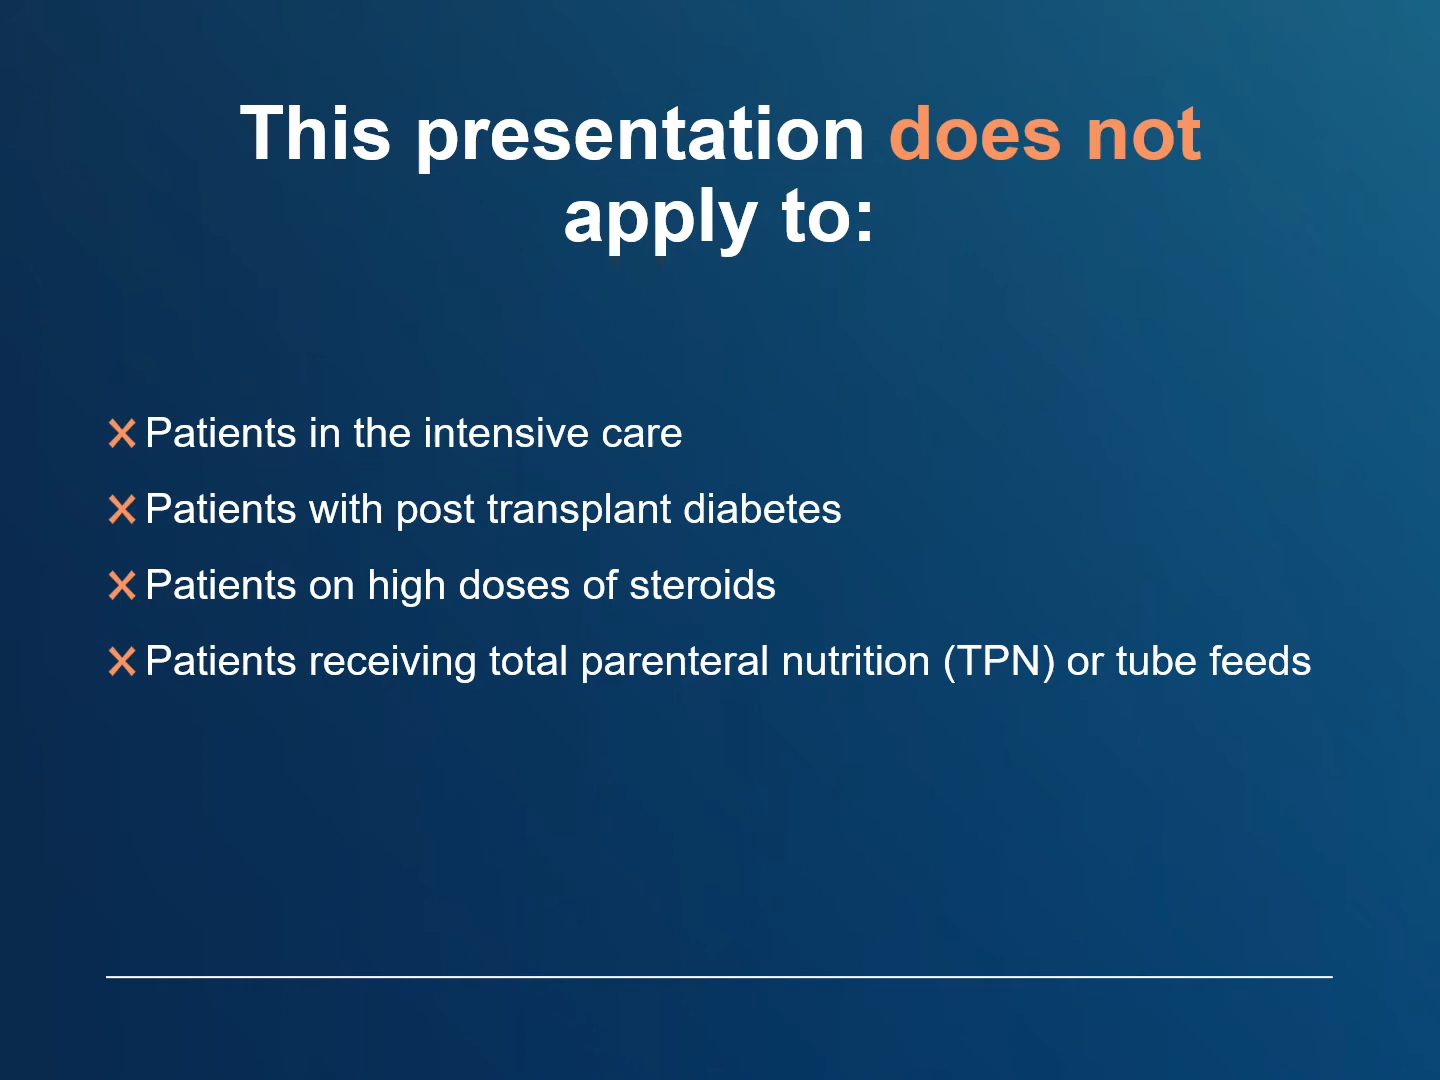 This presentation does not
apply to:
Patients in the intensive care
Patients with post transplant diabetes
Patients on high doses of steroids
Patients receiving total parenteral nutrition (TPN) or tube feeds